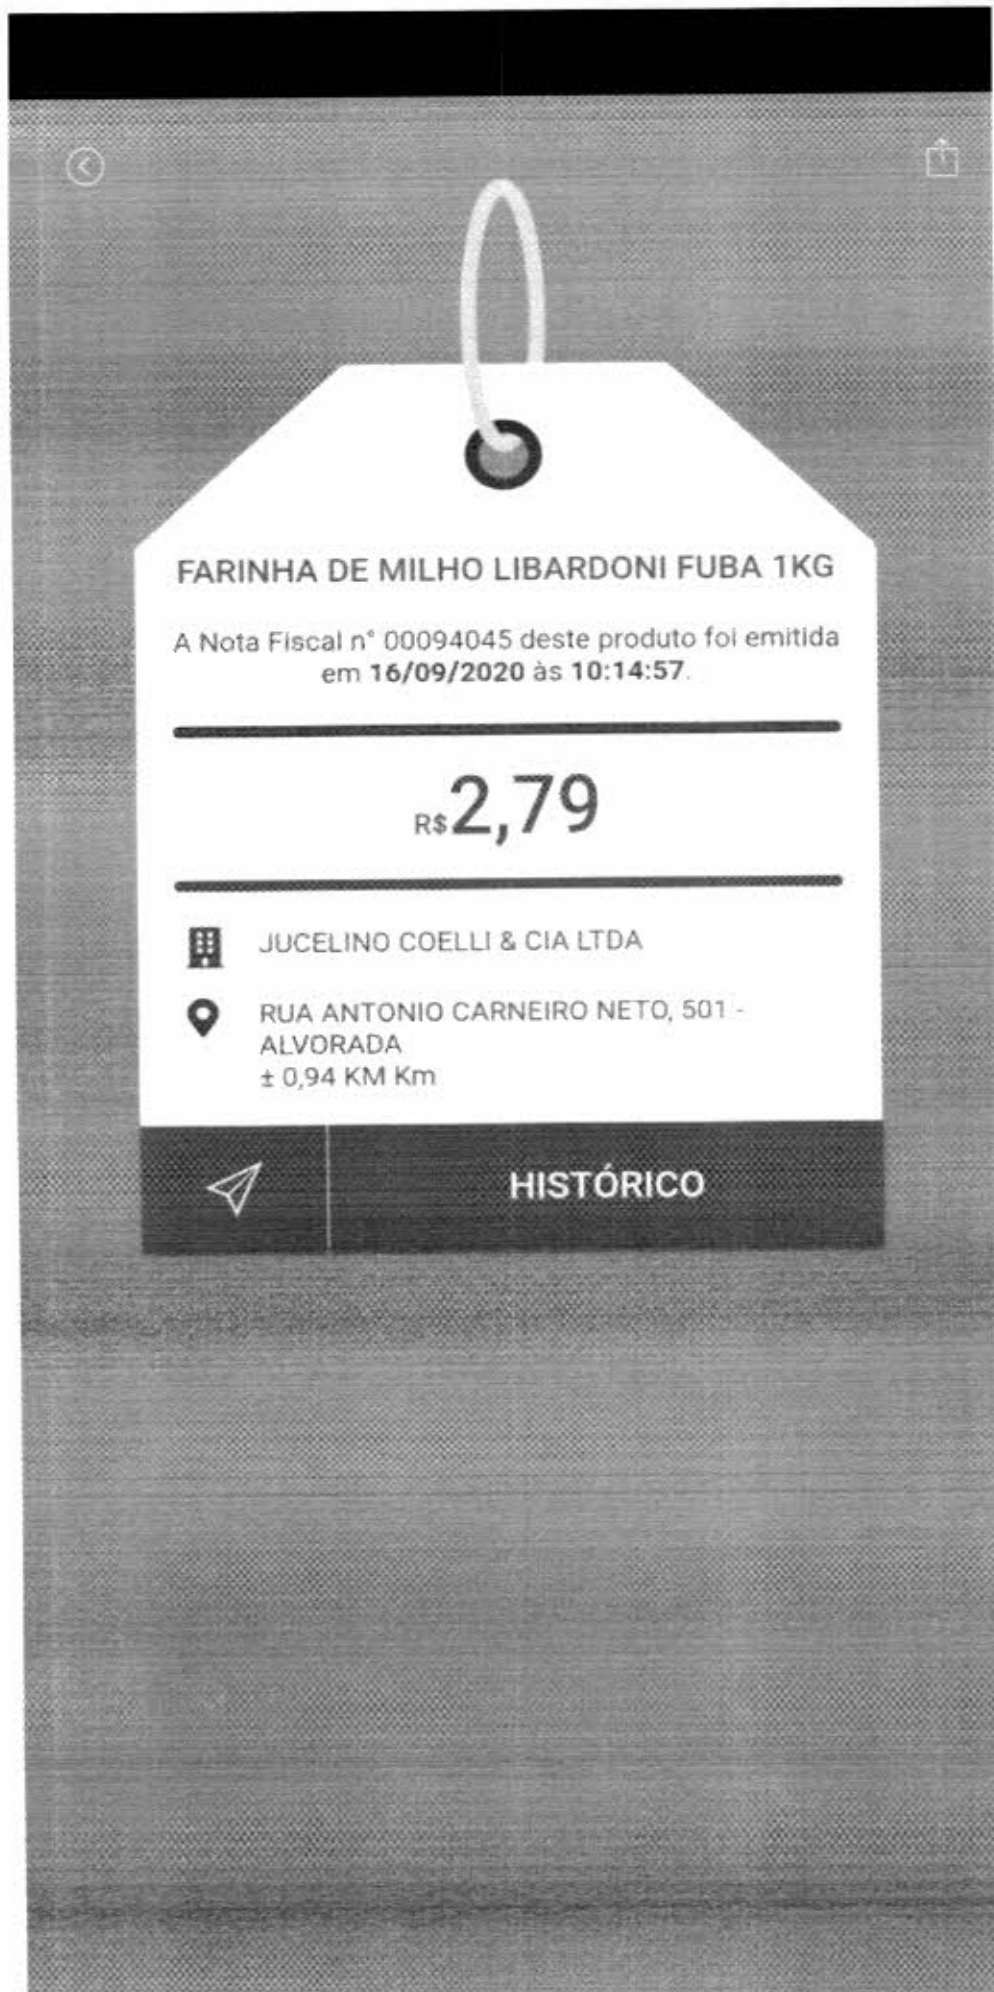 FARINHA DE MILHO LIBARDONI FUBA 1KG
A Nota Fiscal n° 00094045 deste produto foi emitida
em 16/09/2020 às 10:14:57.
R$2,79
JUCELINO COELLI & CIA LTDA
RUA ANTONIO CARNEIRO NETO, 501 -
ALVORADA
± 0,94 KM Km
HISTÓRICO